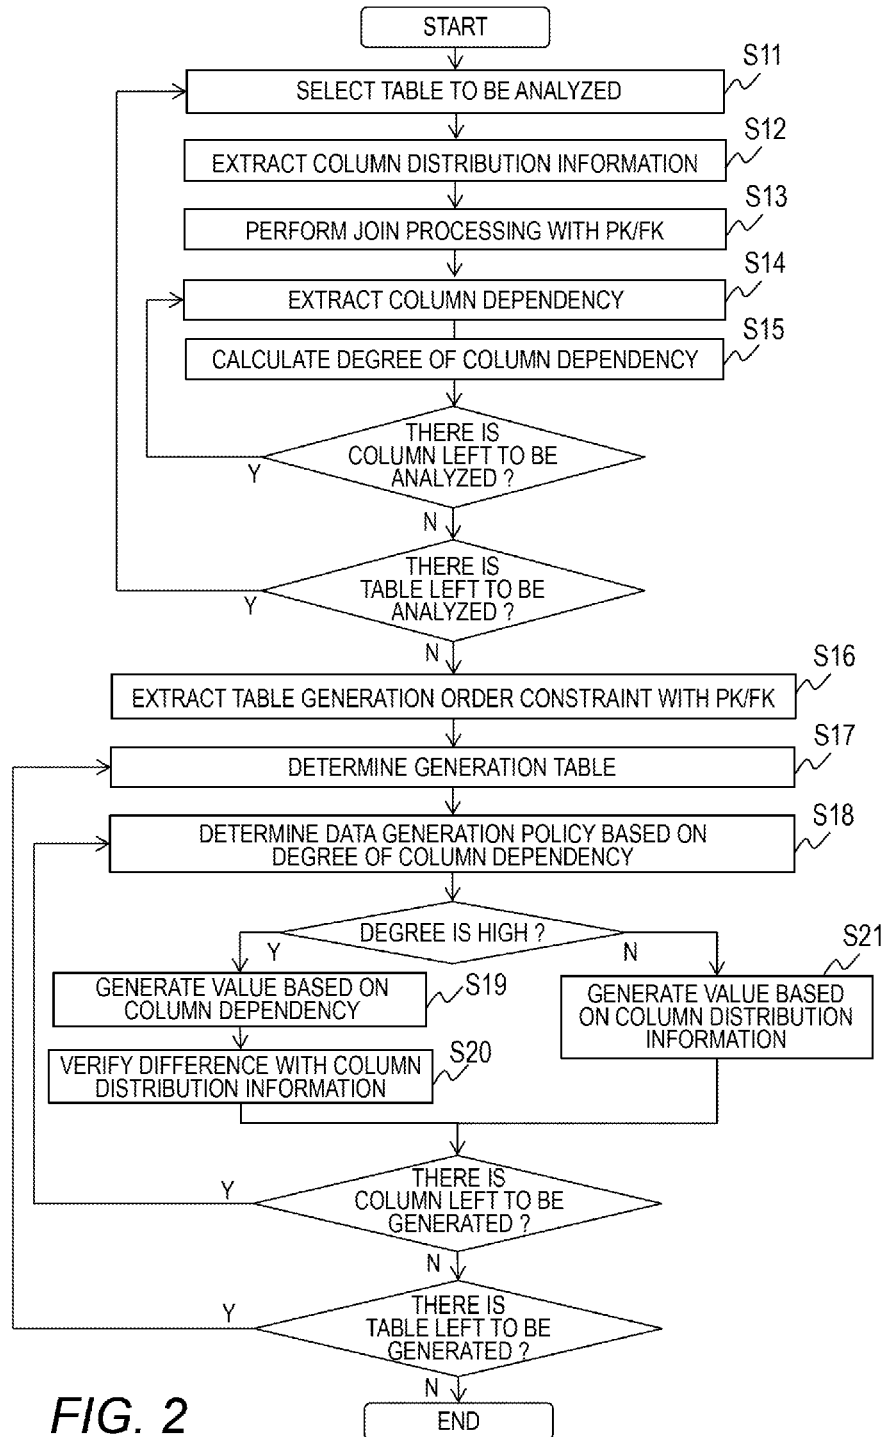 START
S11
SELECT TABLE TO BE ANALYZED
S12
EXTRACT COLUMN DISTRIBUTION INFORMATION
S13
PERFORM JOIN PROCESSING WITH PK/FK
S14
EXTRACT COLUMN DEPENDENCY
S15
CALCULATE DEGREE OF COLUMN DEPENDENCY
THERE IS
COLUMN LEFT TO BE
ANALYZED ?
Y
N
THERE IS
TABLE LEFT TO BE
ANALYZED ?
Y
N
S16
EXTRACT TABLE GENERATION ORDER CONSTRAINT WITH PK/FK
S17
DETERMINE GENERATION TABLE
S18
DETERMINE DATA GENERATION POLICY BASED ON
DEGREE OF COLUMN DEPENDENCY
DEGREE IS HIGH ?
Y
N
S21
GENERATE VALUE BASED ON
COLUMN DEPENDENCY
S19
GENERATE VALUE BASED
ON COLUMN DISTRIBUTION
INFORMATION
VERIFY DIFFERENCE WITH COLUMN
DISTRIBUTION INFORMATION
S20
THERE IS
COLUMN LEFT TO BE
GENERATED ?
Y
N
THERE IS
TABLE LEFT TO BE
GENERATED ?
Y
N
END
FIG. 2